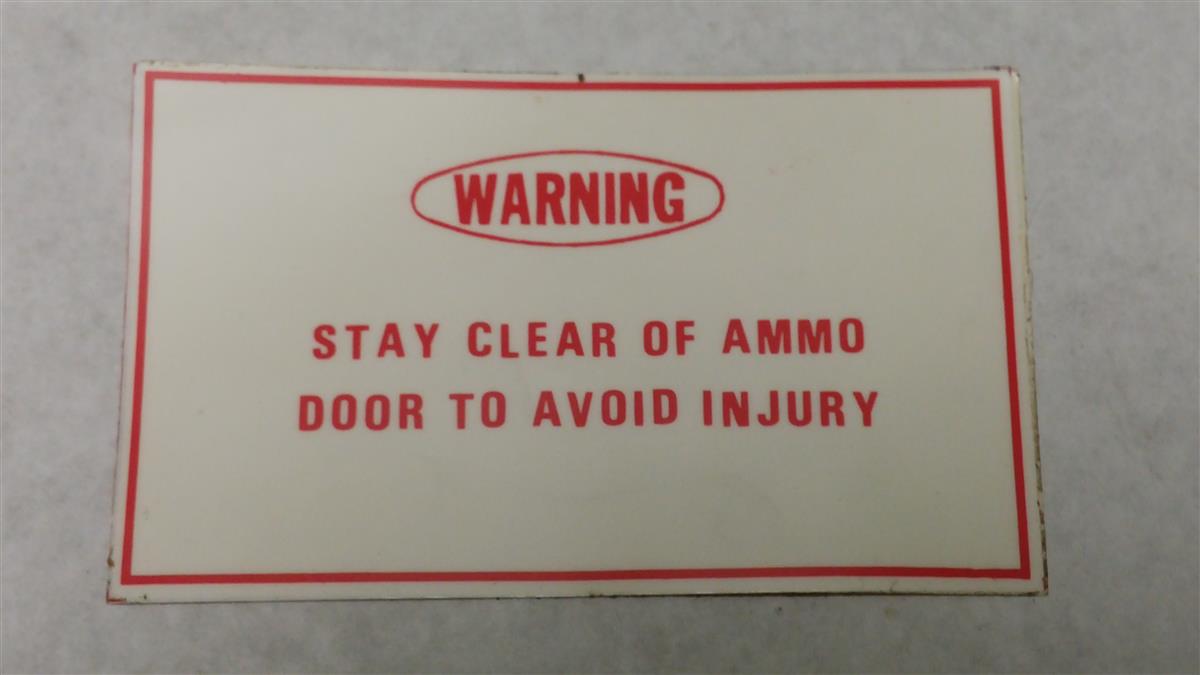 WARNING
STAY CLEAR OF AMMO
DOOR TO AVOID INJURY